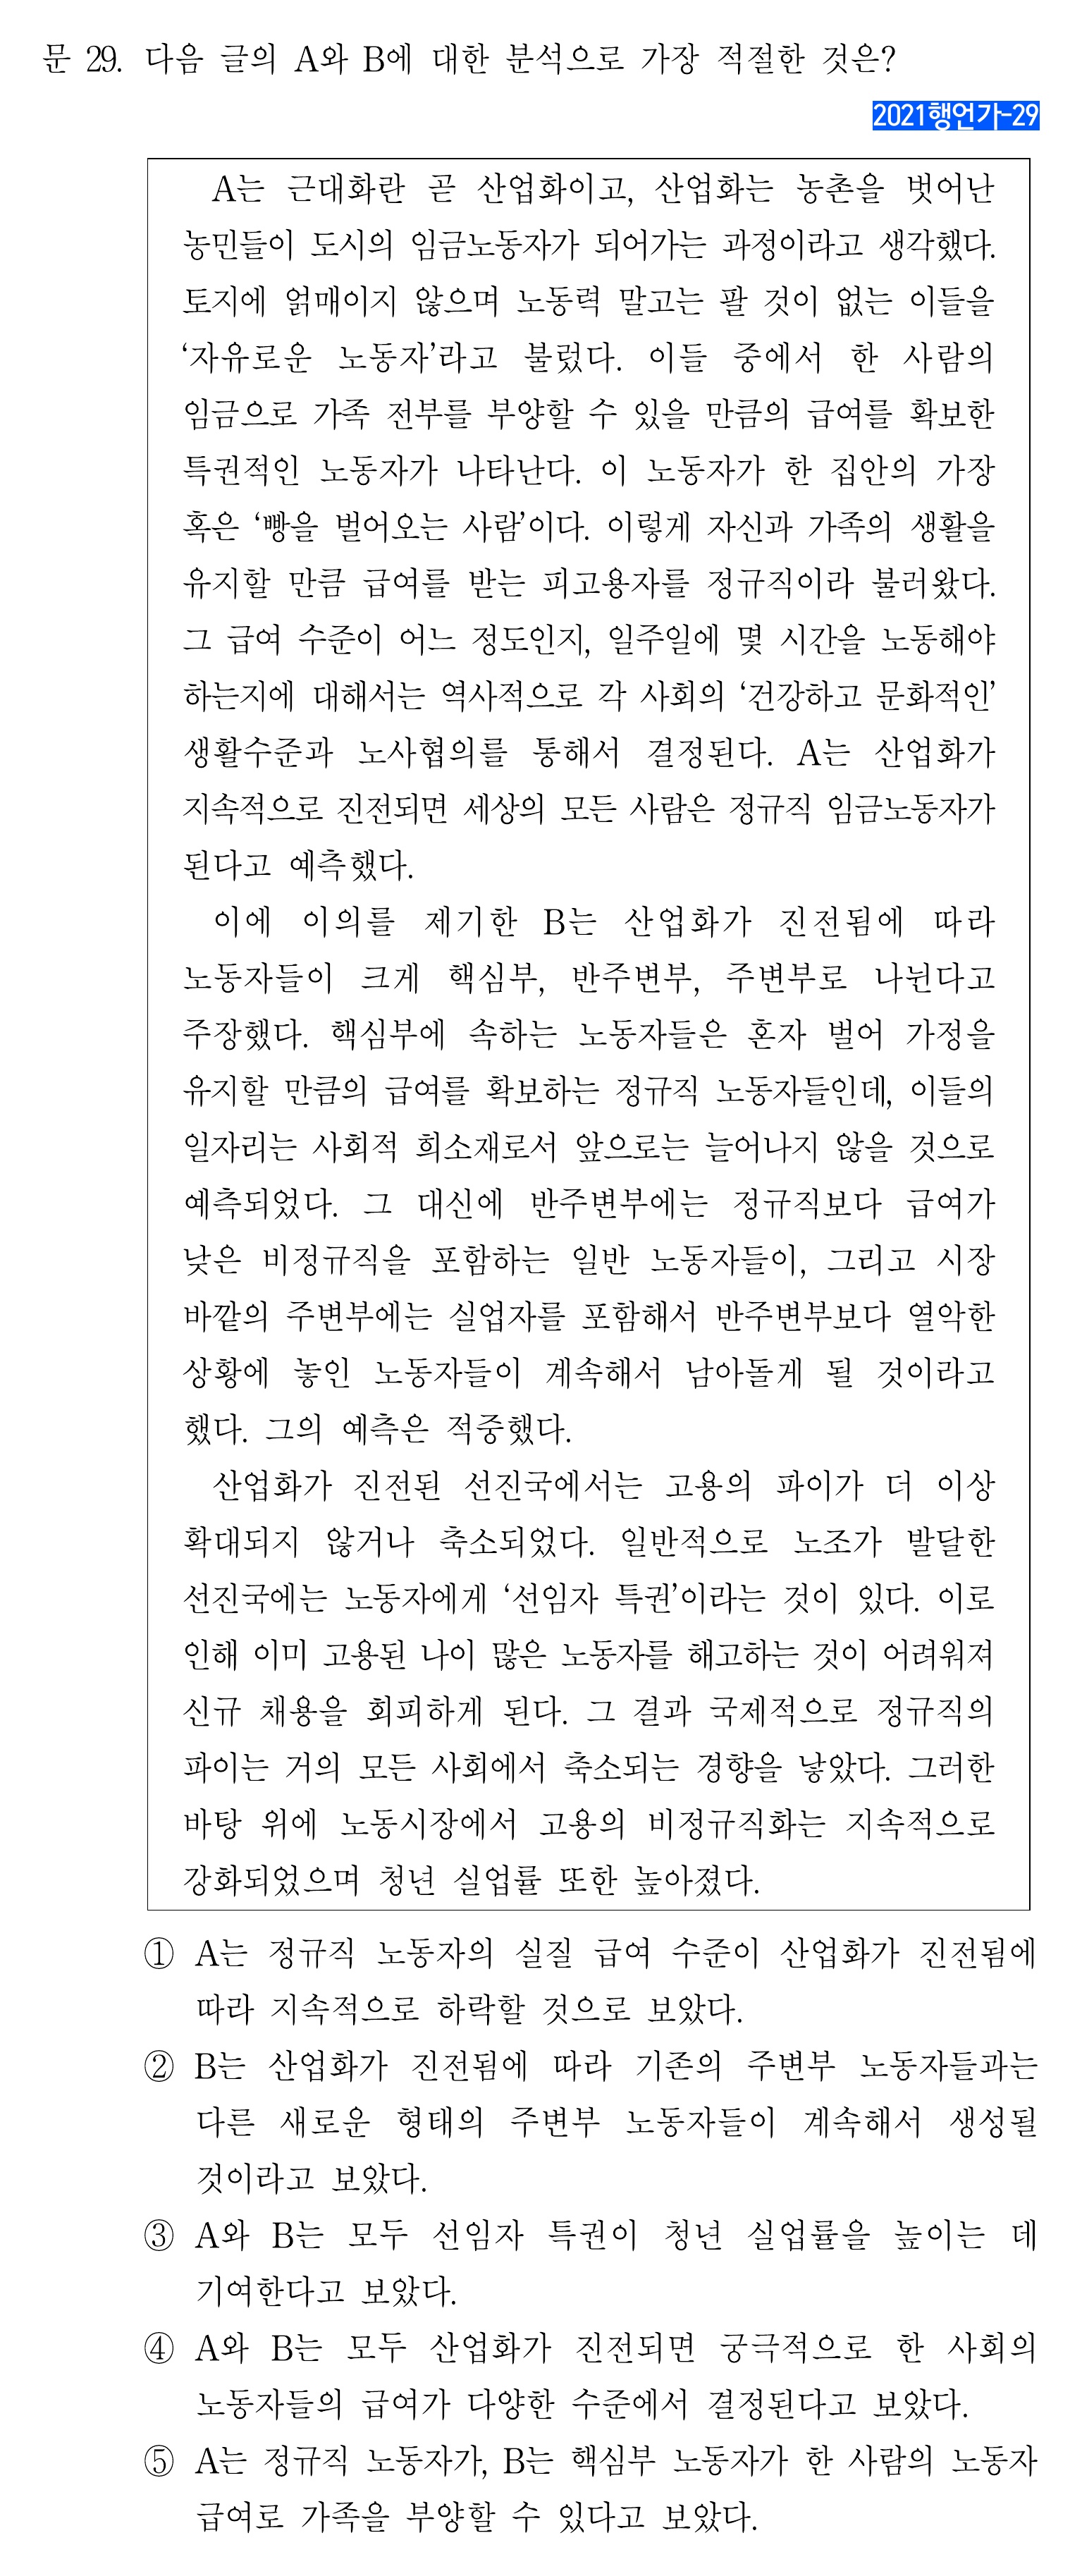 문 29. 다음 글의 A와 B에 대한 분석으로 가장 적절한 것은?
2021행언가-29
A는 근대화란 곧 산업화이고, 산업화는 농촌을 벗어난
농민들이 도시의 임금노동자가 되어가는 과정이라고 생각했다.
토지에 얽매이지 않으며 노동력 말고는 팔 것이 없는 이들을
‘자유로운 노동자’라고 불렀다. 이들 중에서 한 사람의
임금으로 가족 전부를 부양할 수 있을 만큼의 급여를 확보한
특권적인 노동자가 나타난다. 이 노동자가 한 집안의 가장
혹은 ‘빵을 벌어오는 사람’이다. 이렇게 자신과 가족의 생활을
유지할 만큼 급여를 받는 피고용자를 정규직이라 불러왔다.
그 급여 수준이 어느 정도인지, 일주일에 몇 시간을 노동해야
하는지에 대해서는 역사적으로 각 사회의 ‘건강하고 문화적인’
생활수준과 노사협의를 통해서 결정된다. A는 산업화가
지속적으로 진전되면 세상의 모든 사람은 정규직 임금노동자가
된다고 예측했다.
이에 이의를 제기한 B는 산업화가 진전됨에 따라
노동자들이 크게 핵심부, 반주변부, 주변부로 나뉜다고
주장했다. 핵심부에 속하는 노동자들은 혼자 벌어 가정을
유지할 만큼의 급여를 확보하는 정규직 노동자들인데, 이들의
일자리는 사회적 희소재로서 앞으로는 늘어나지 않을 것으로
예측되었다. 그 대신에 반주변부에는 정규직보다 급여가
낮은 비정규직을 포함하는 일반 노동자들이, 그리고 시장
바깥의 주변부에는 실업자를 포함해서 반주변부보다 열악한
상황에 놓인 노동자들이 계속해서 남아돌게 될 것이라고
했다. 그의 예측은 적중했다.
산업화가 진전된 선진국에서는 고용의 파이가 더 이상
확대되지 않거나 축소되었다. 일반적으로 노조가 발달한
선진국에는 노동자에게 ‘선임자 특권’이라는 것이 있다. 이로
인해 이미 고용된 나이 많은 노동자를 해고하는 것이 어려워져
신규 채용을 회피하게 된다. 그 결과 국제적으로 정규직의
파이는 거의 모든 사회에서 축소되는 경향을 낳았다. 그러한
바탕 위에 노동시장에서 고용의 비정규직화는 지속적으로
강화되었으며 청년 실업률 또한 높아졌다.
① A는 정규직 노동자의 실질 급여 수준이 산업화가 진전됨에
따라 지속적으로 하락할 것으로 보았다.
② B는 산업화가 진전됨에 따라 기존의 주변부 노동자들과는
다른 새로운 형태의 주변부 노동자들이 계속해서 생성될
것이라고 보았다.
③ A와 B는 모두 선임자 특권이 청년 실업률을 높이는 데
기여한다고 보았다.
④ A와 B는 모두 산업화가 진전되면 궁극적으로 한 사회의
노동자들의 급여가 다양한 수준에서 결정된다고 보았다.
⑤ A는 정규직 노동자가, B는 핵심부 노동자가 한 사람의 노동자
급여로 가족을 부양할 수 있다고 보았다.